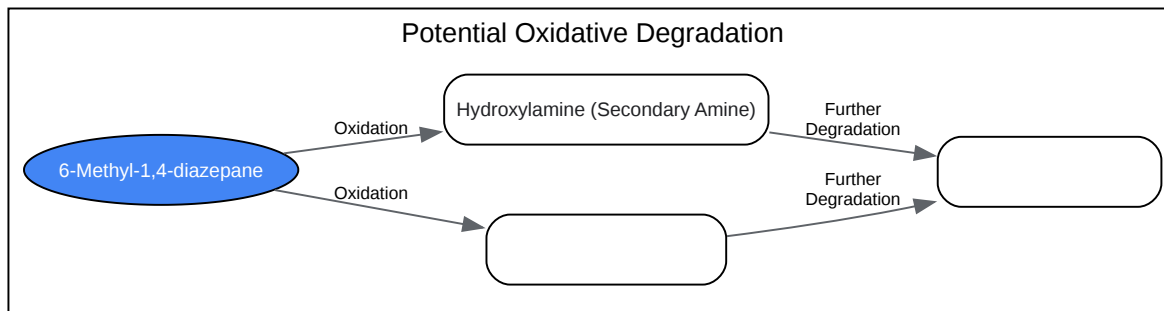 Potential Oxidative Degradation
6-Methyl-1,4-diazepane
Oxidation
Hydroxylamine (Secondary Amine)
Further
Degradation
Oxidation
Further
Degradation